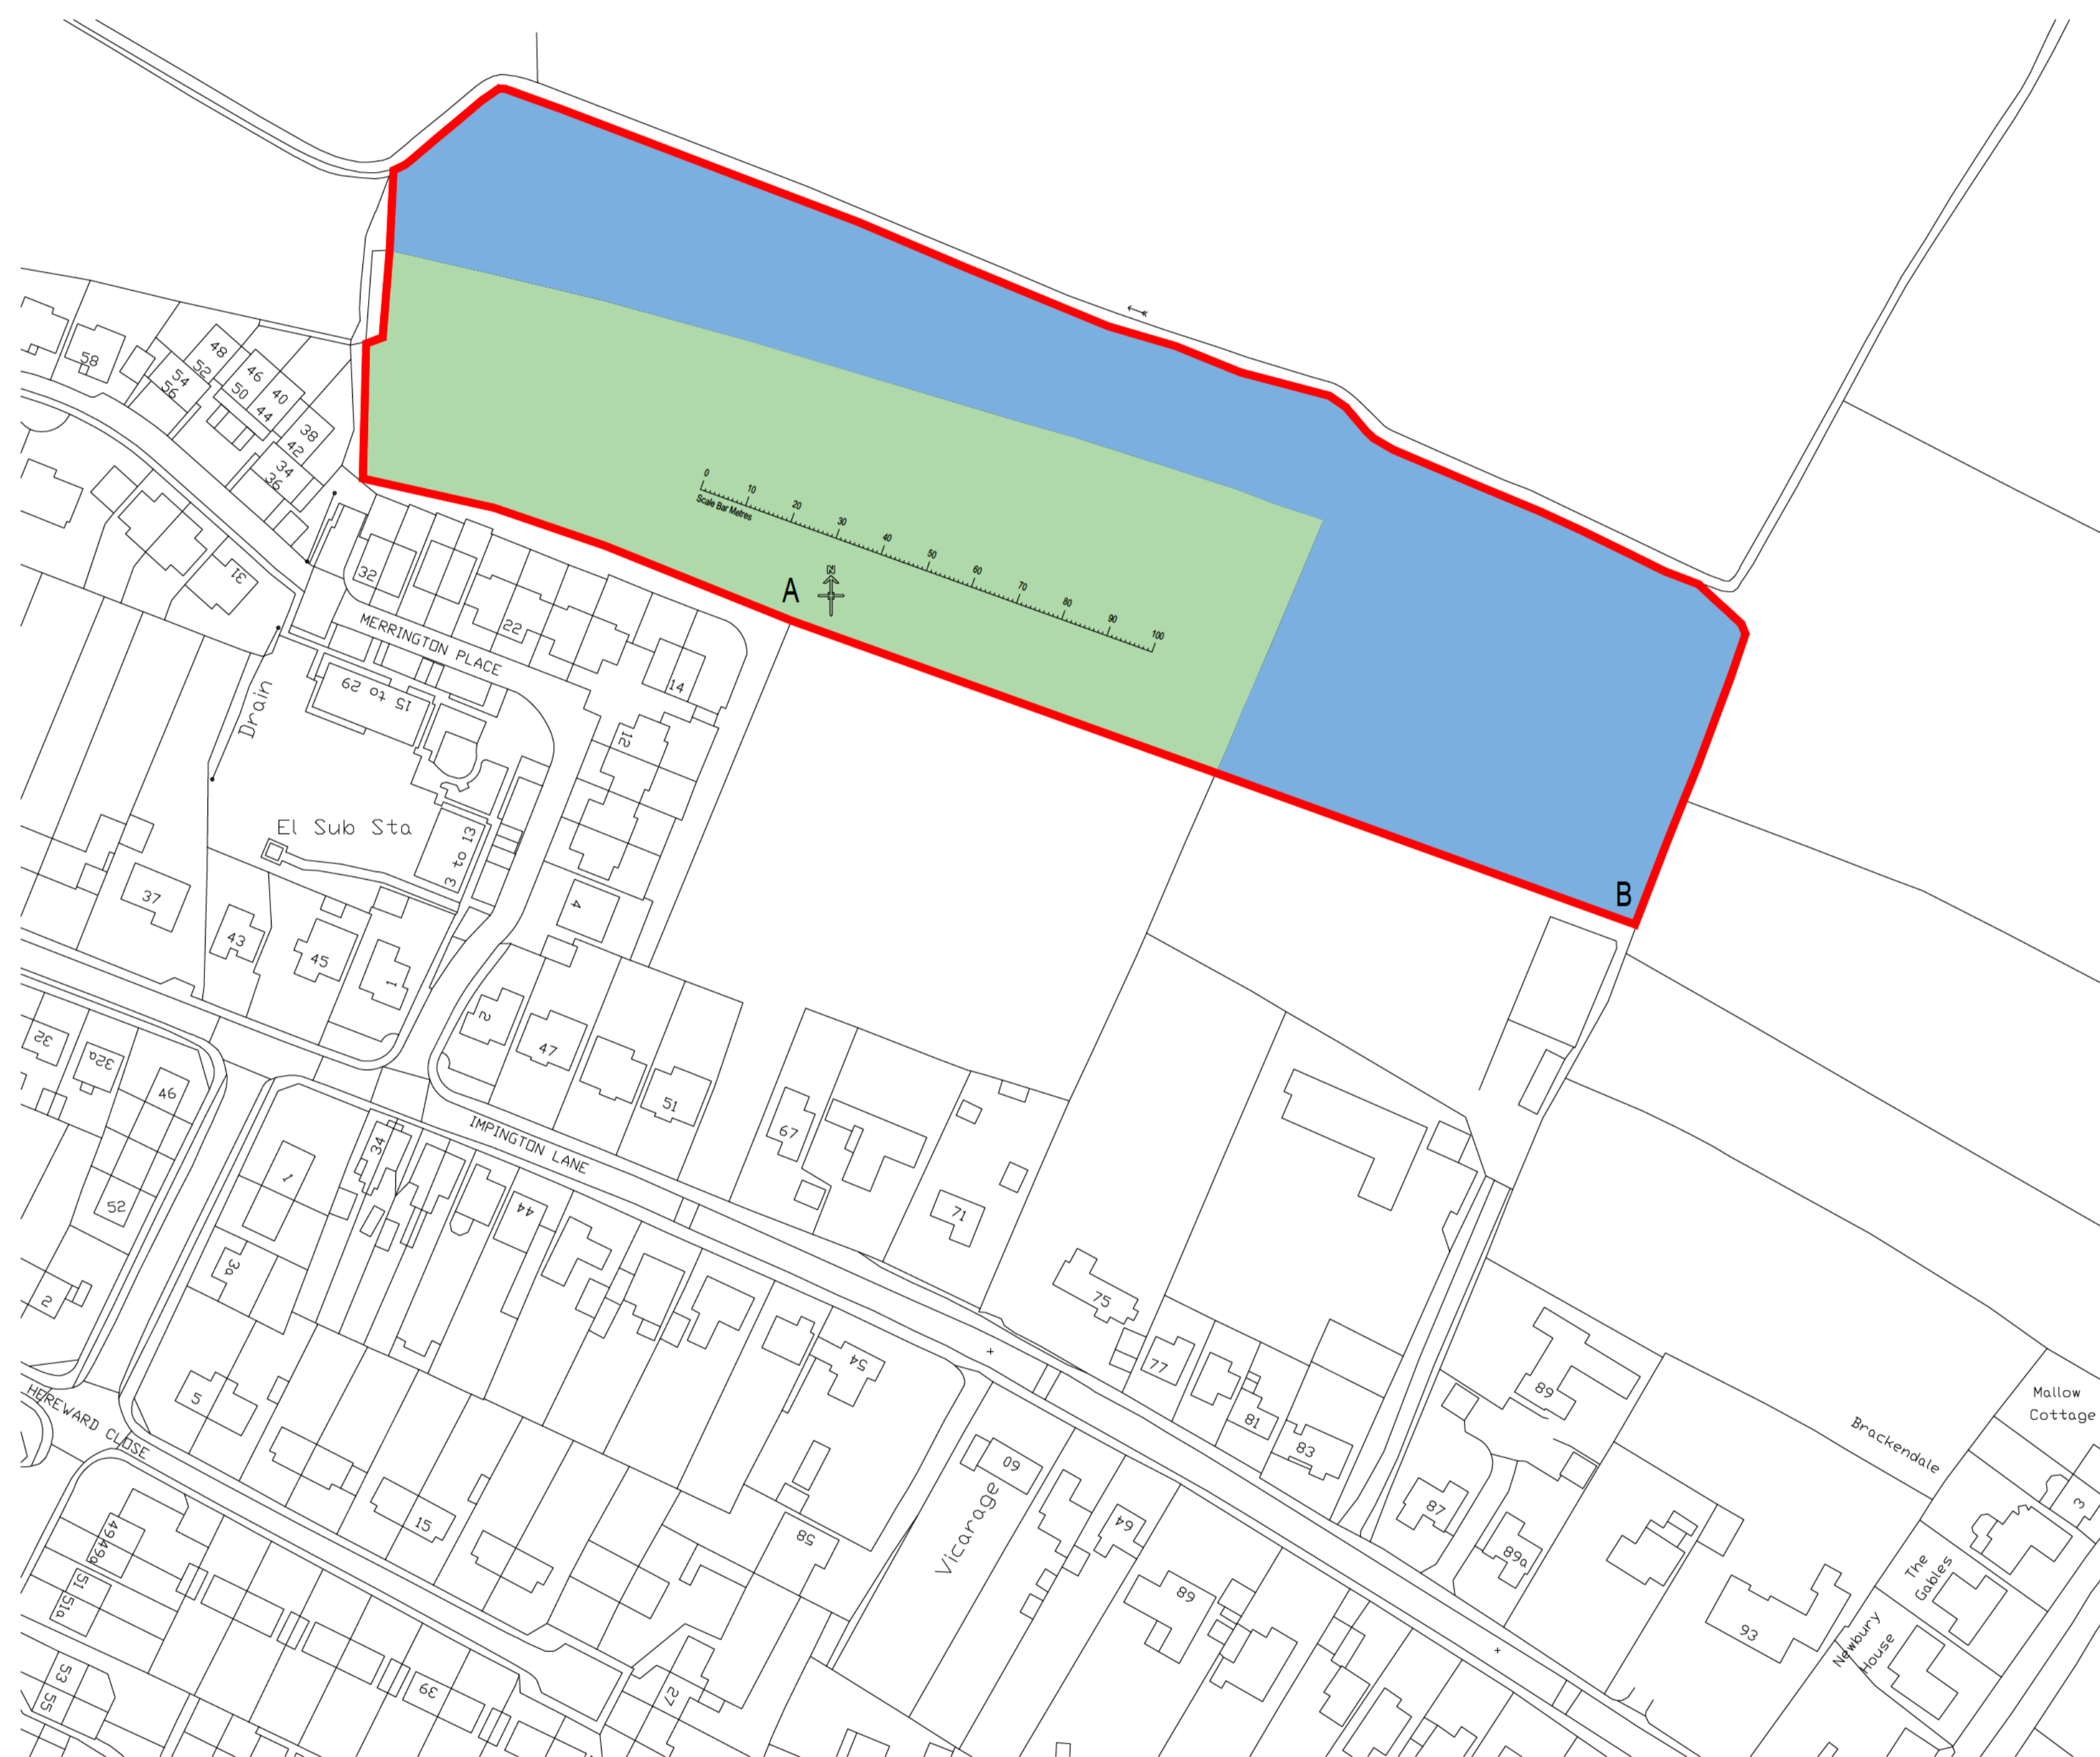 0
10
20
30
40
50
60
70
80
90
100
Scale Bar Metres
N
A
B
58
48
52
54
56
46
50
40
44
38
42
34
36
31
32
22
MERRINGTON PLACE
14
15 to 29
12
Drain
El Sub Sta
3 to 13
4
37
43
45
1
2
47
51
32
32a
46
52
2
IMPINGTON LANE
67
71
75
77
81
83
34
1
3a
44
54
5
HEREWARD CLOSE
15
58
60
Vicarage
64
68
87
89
89a
93
Brackendale
Mallow
Cottage
3
The
Gables
Newbury
House
49
49a
51
51a
53
55
39
27